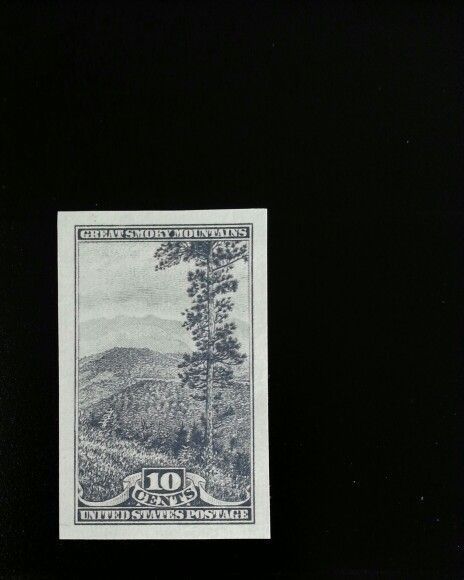 GREAT SMOKY MOUNTAINS
10
CENTS
UNITED STATES POSTAGE